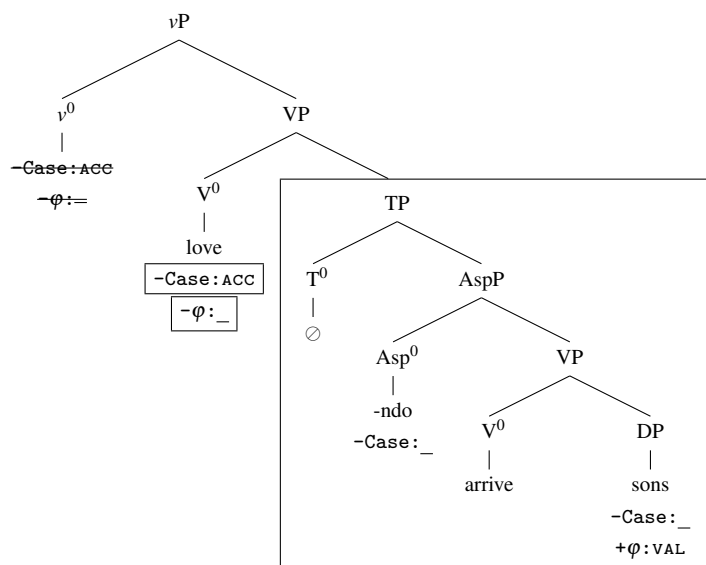 vP
v⁰ VP
-Case:ACC
-φ:=
V⁰ TP
love
-Case:ACC
-φ:_
T⁰ AspP
∅
Asp⁰ VP
-ndo
-Case:_
V⁰ DP
arrive sons
-Case:_
+φ:VAL